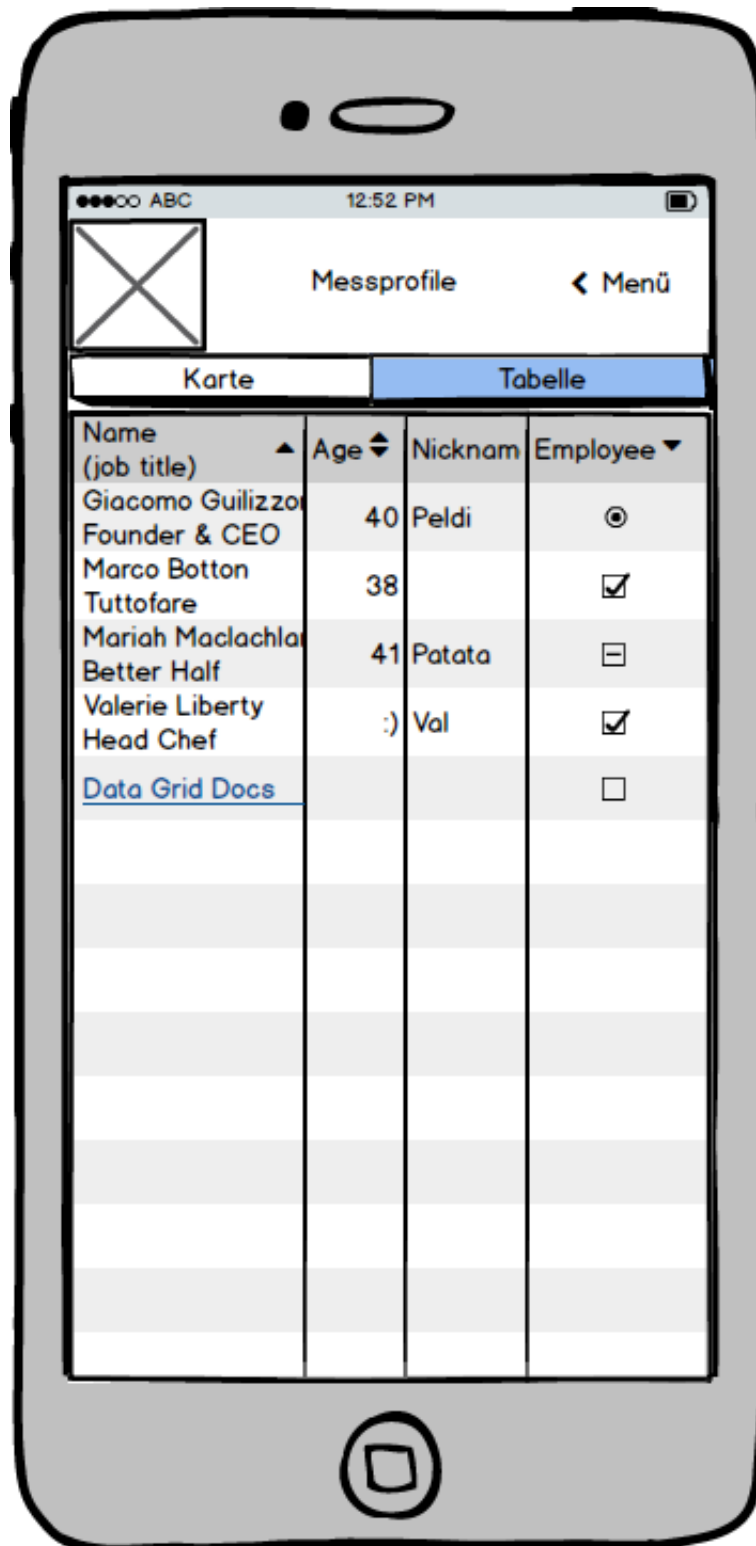 ABC 12:52 PM
Messprofile
Menü
Karte Tabelle
Name
(job title) Age Nicknam Employee
Giacomo Guilizzo
Founder & CEO 40 Peldi
Marco Botton
Tuttofare 38
Mariah Maclachla
Better Half 41 Patata
Valerie Liberty
Head Chef :) Val
Data Grid Docs